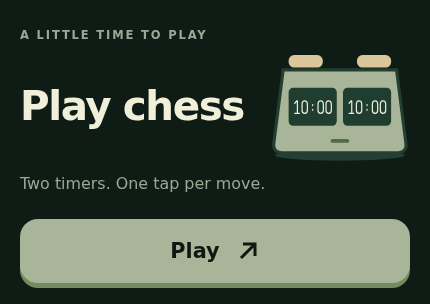 A LITTLE TIME TO PLAY
Play chess
10:00 10:00
Two timers. One tap per move.
Play